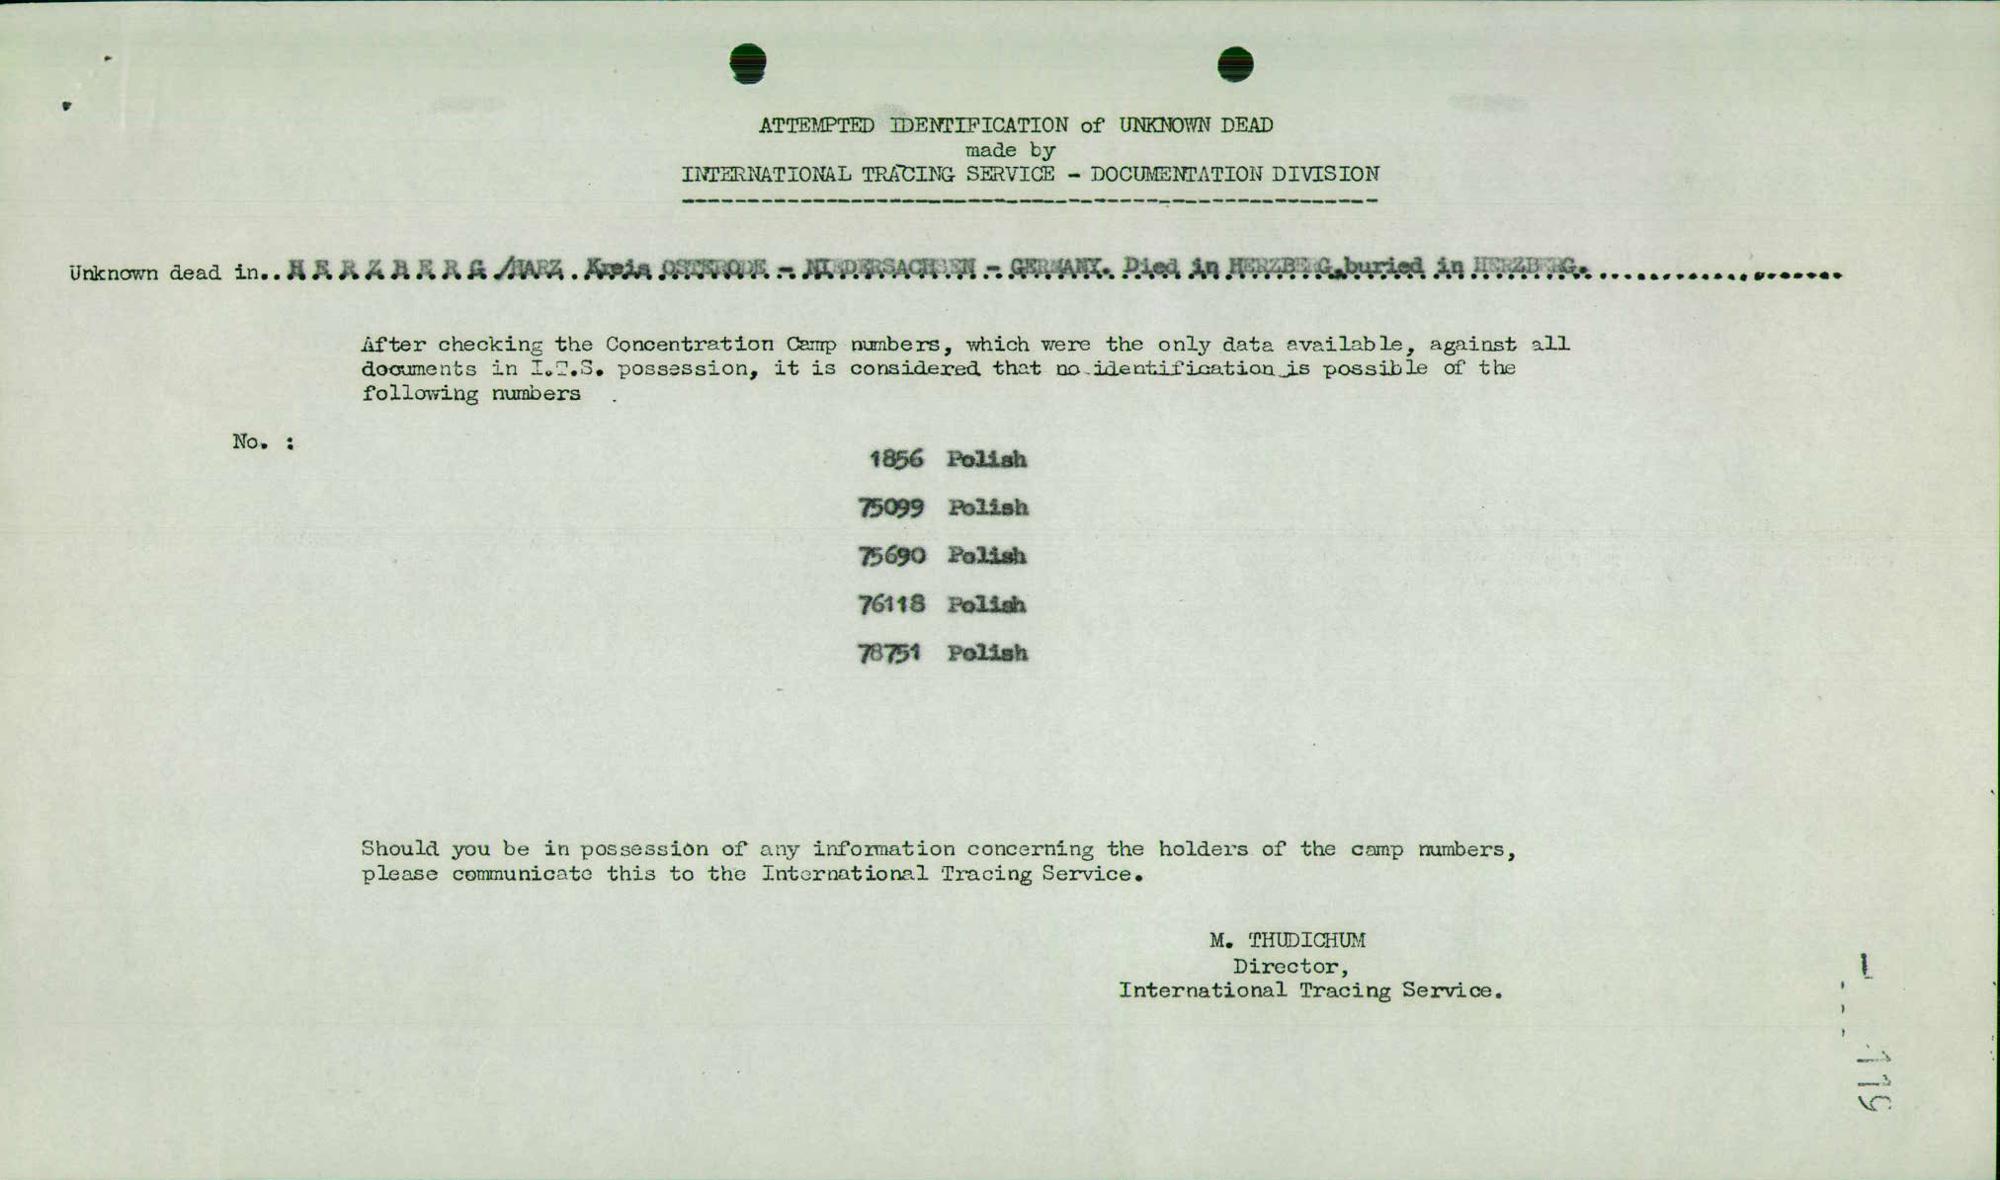 ATTEMPTED IDENTIFICATION of UNKNOWN DEAD
made by
INTERNATIONAL TRACING SERVICE - DOCUMENTATION DIVISION
Unknown dead in.. H E R Z B E R G /HARZ. Kreis OSTERODE - NIEDERSACHSEN - GERMANY. Died in HERZBERG,buried in HERZBERG.
After checking the Concentration Camp numbers, which were the only data available, against all
documents in I.T.S. possession, it is considered that no identification is possible of the
following numbers .
No. :
1856 Polish
75099 Polish
75690 Polish
76118 Polish
78751 Polish
Should you be in possession of any information concerning the holders of the camp numbers,
please communicate this to the International Tracing Service.
M. THUDICHUM
Director,
International Tracing Service.